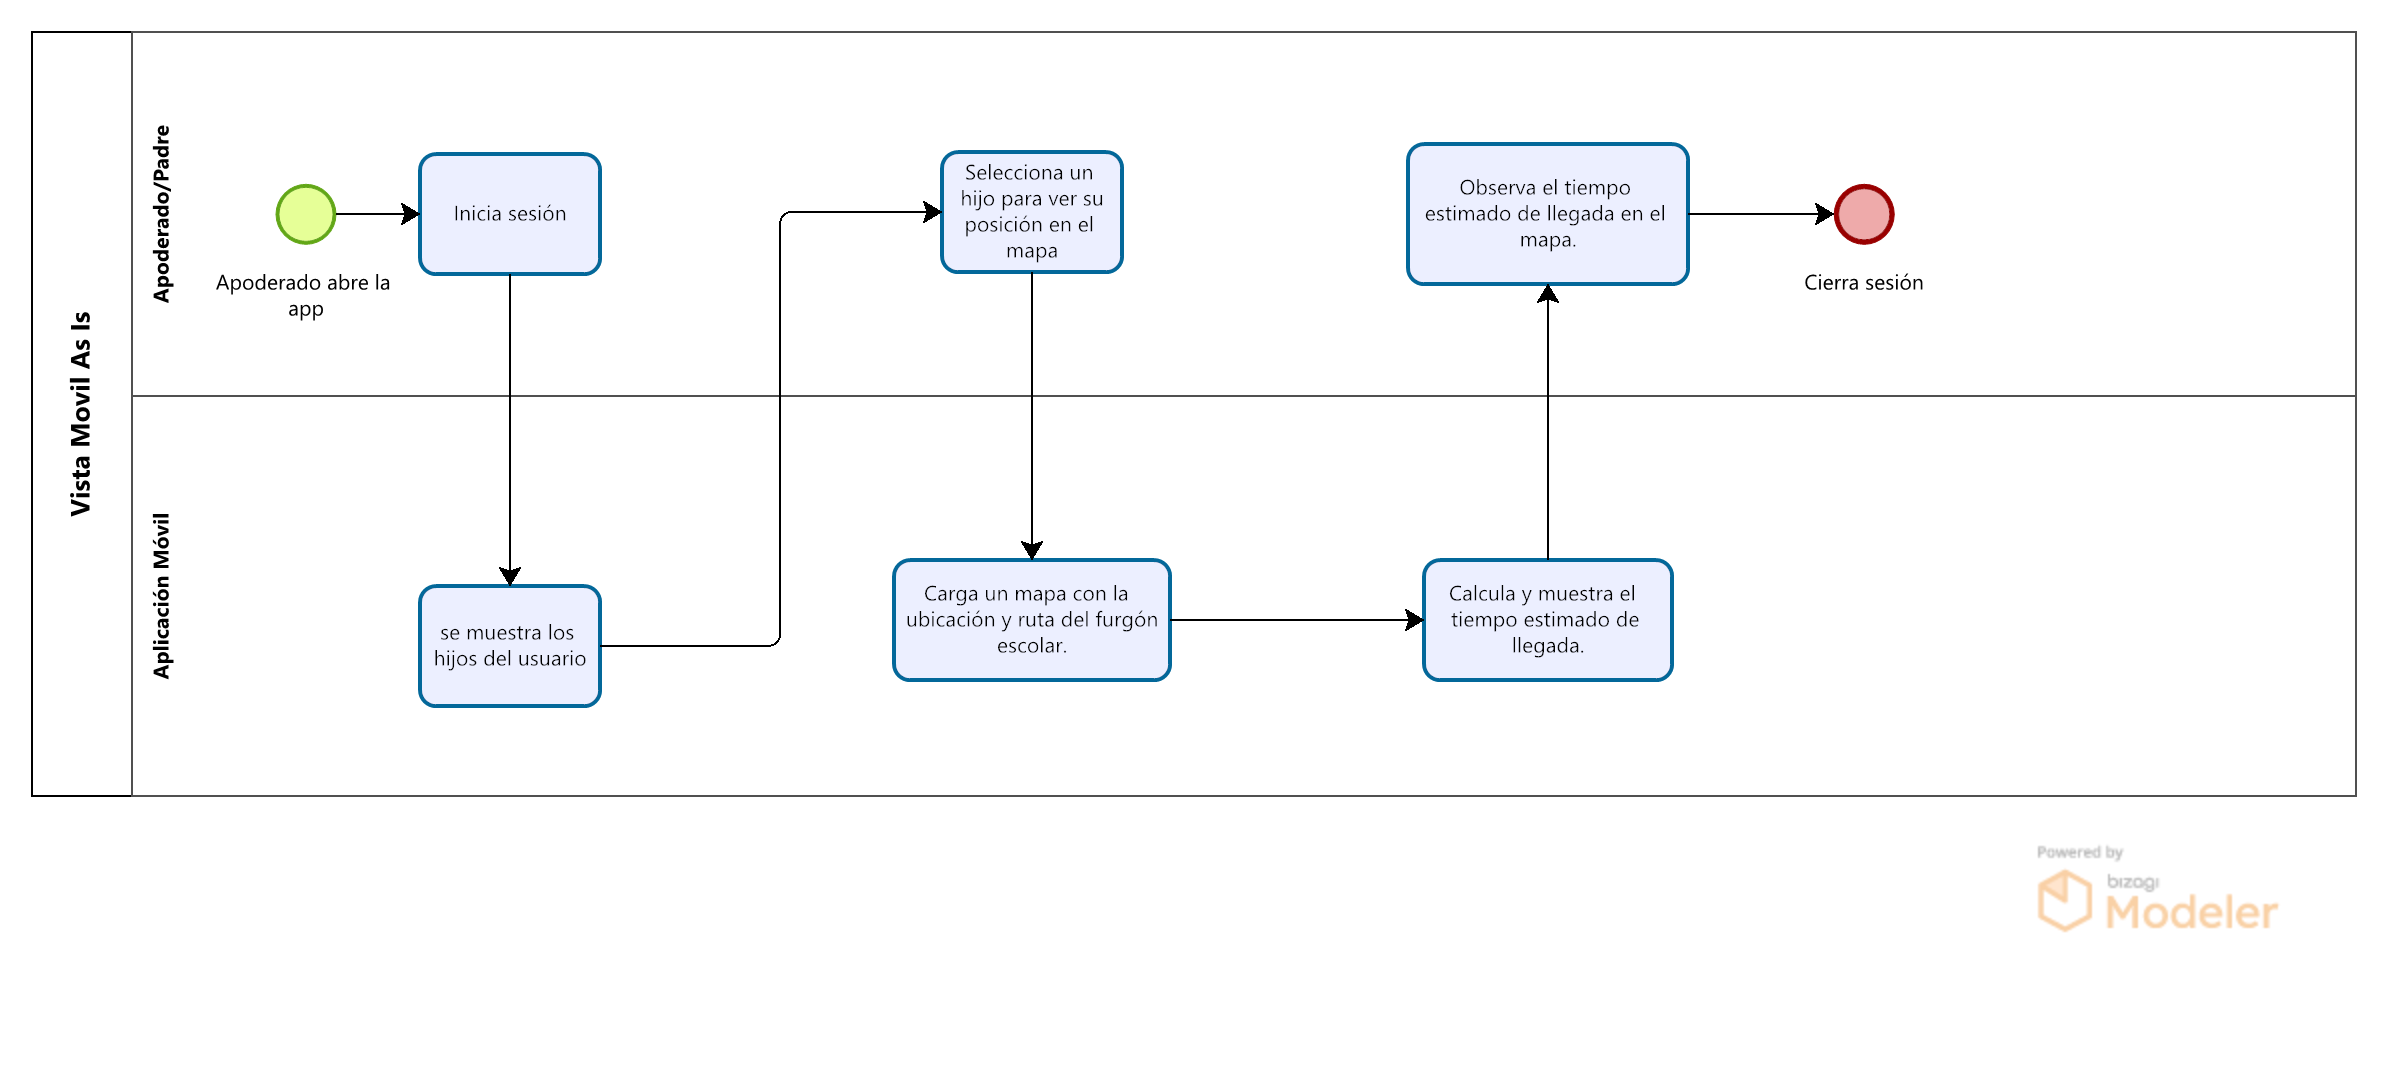 Vista Movil As Is
Apoderado/Padre
Apoderado abre la
app
Inicia sesión
Selecciona un
hijo para ver su
posición en el
mapa
Observa el tiempo
estimado de llegada en el
mapa.
Cierra sesión
Aplicación Móvil
se muestra los
hijos del usuario
Carga un mapa con la
ubicación y ruta del furgón
escolar.
Calcula y muestra el
tiempo estimado de
llegada.
Powered by
bizagi
Modeler